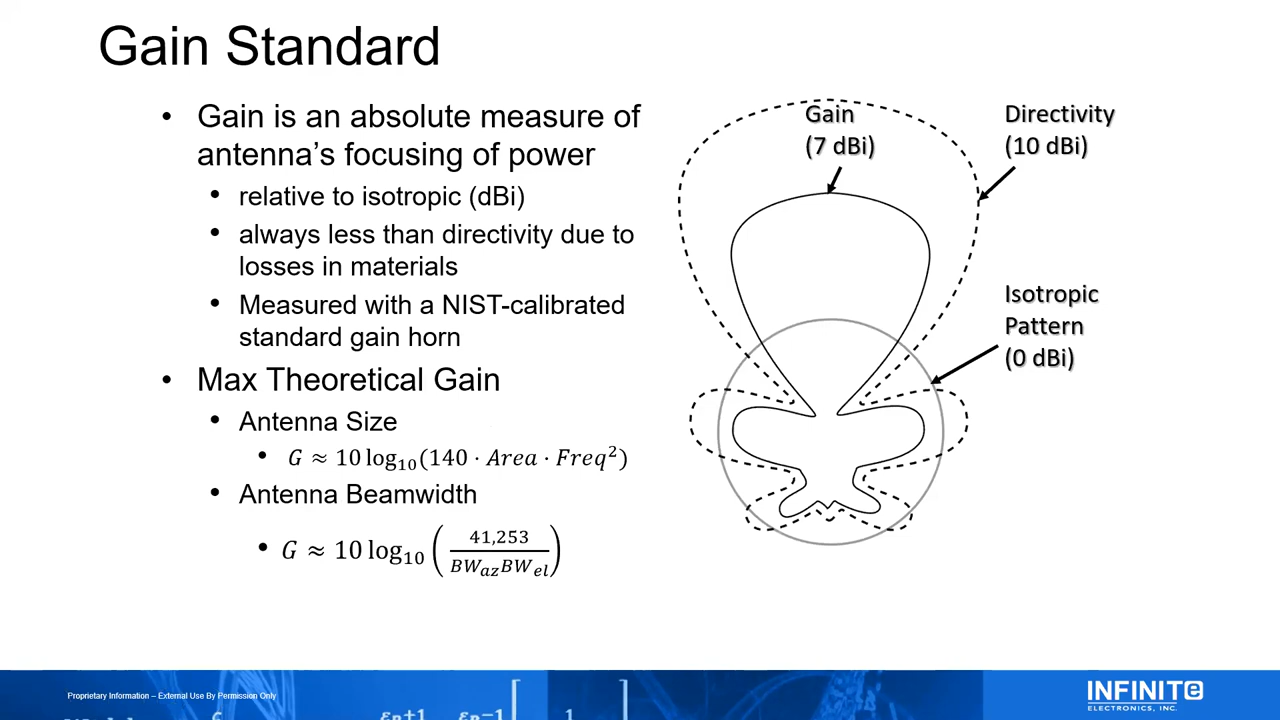 Gain Standard
• Gain is an absolute measure of
antenna’s focusing of power
• relative to isotropic (dBi)
• always less than directivity due to
losses in materials
• Measured with a NIST-calibrated
standard gain horn
• Max Theoretical Gain
• Antenna Size
• G ≈ 10 log₁₀(140 · Area · Freq²)
• Antenna Beamwidth
• G ≈ 10 log₁₀ (41,253 / BW_az BW_el)
Gain
(7 dBi)
Directivity
(10 dBi)
Isotropic
Pattern
(0 dBi)
Proprietary Information – External Use By Permission Only
INFINITe
ELECTRONICS, INC.